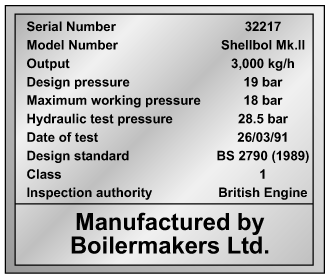 Serial Number 32217
Model Number Shellbol Mk.II
Output 3,000 kg/h
Design pressure 19 bar
Maximum working pressure 18 bar
Hydraulic test pressure 28.5 bar
Date of test 26/03/91
Design standard BS 2790 (1989)
Class 1
Inspection authority British Engine
Manufactured by
Boilermakers Ltd.